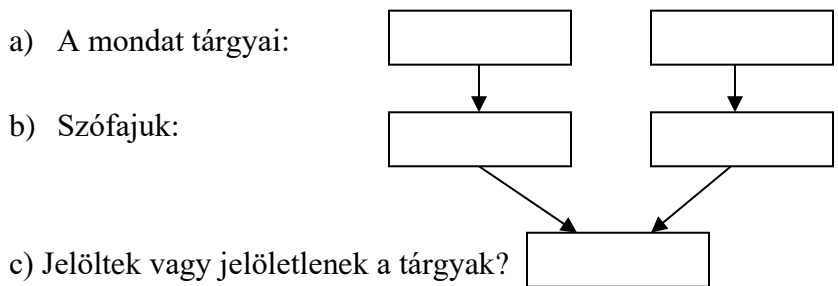 a) A mondat tárgyai:
b) Szófajuk:
c) Jelöltek vagy jelöletlenek a tárgyak?